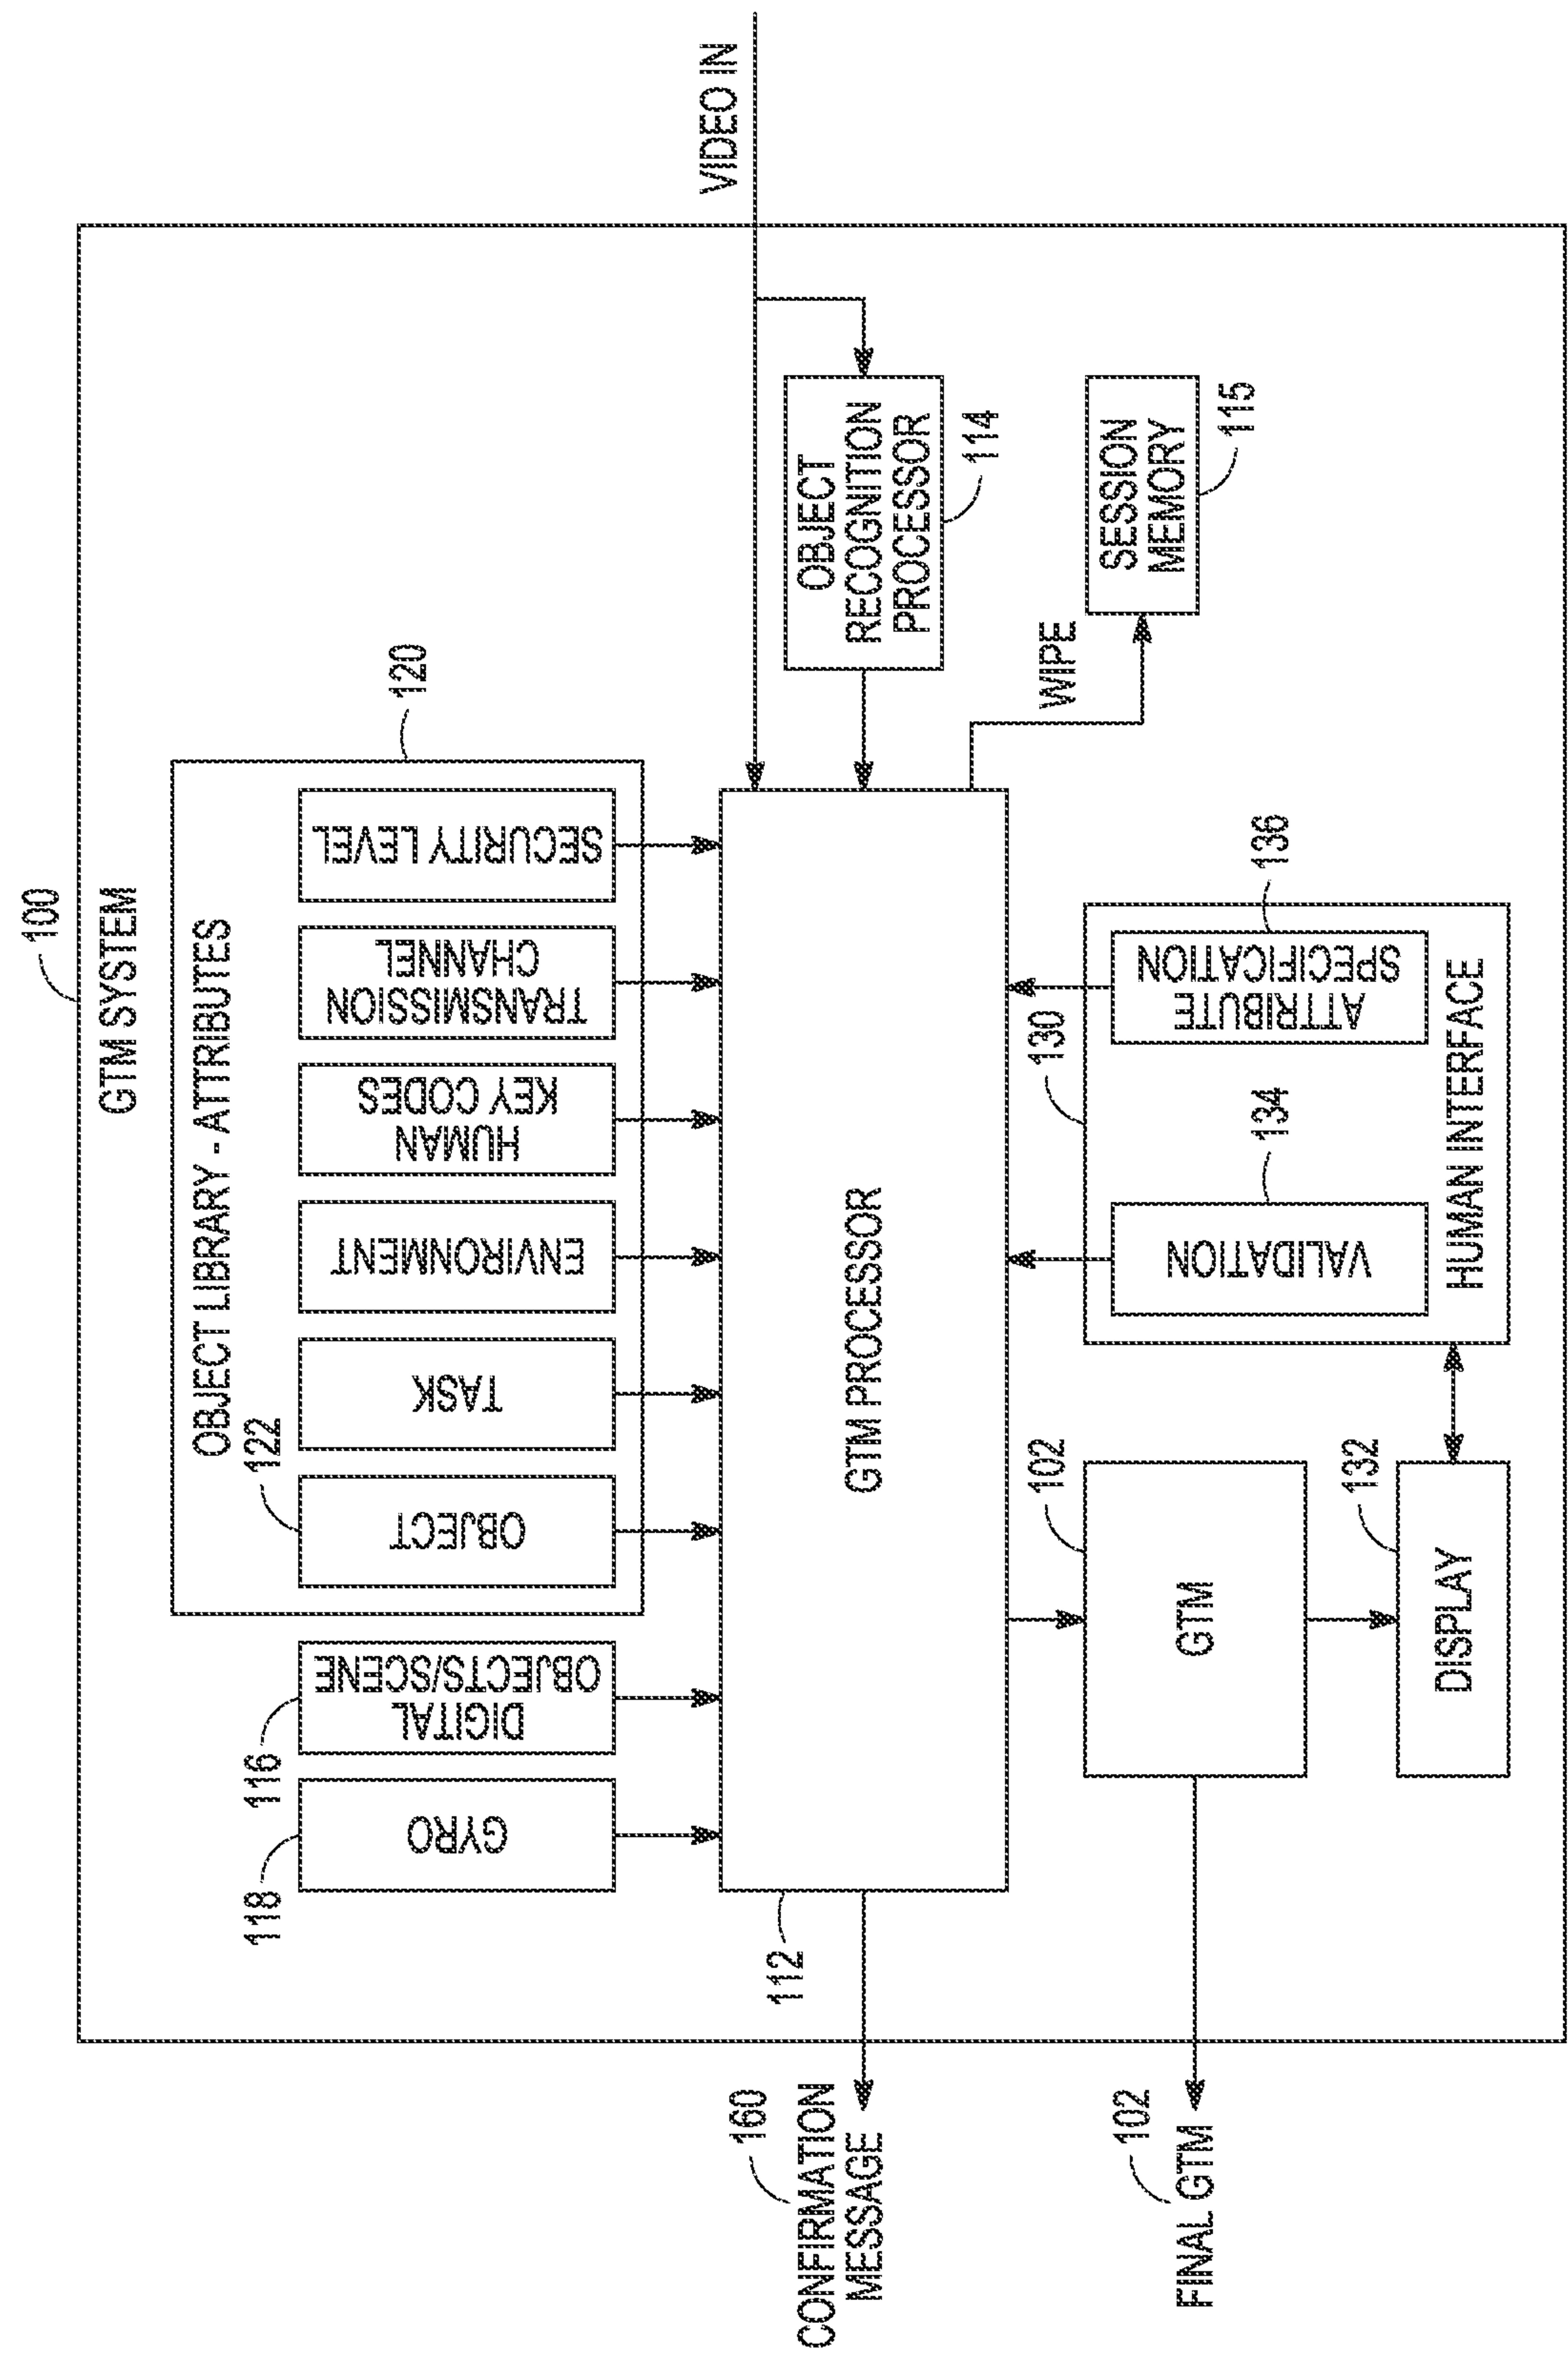 100
GTM SYSTEM
120
OBJECT LIBRARY - ATTRIBUTES
118
116
122
GYRO
DIGITAL
OBJECTS/SCENE
OBJECT
TASK
ENVIRONMENT
HUMAN
KEY CODES
TRANSMISSION
CHANNEL
SECURITY LEVEL
VIDEO IN
160
CONFIRMATION
MESSAGE
112
GTM PROCESSOR
OBJECT
RECOGNITION
PROCESSOR
114
WIPE
SESSION
MEMORY
115
102
FINAL GTM
102
GTM
130
134
136
VALIDATION
ATTRIBUTE
SPECIFICATION
HUMAN INTERFACE
132
DISPLAY